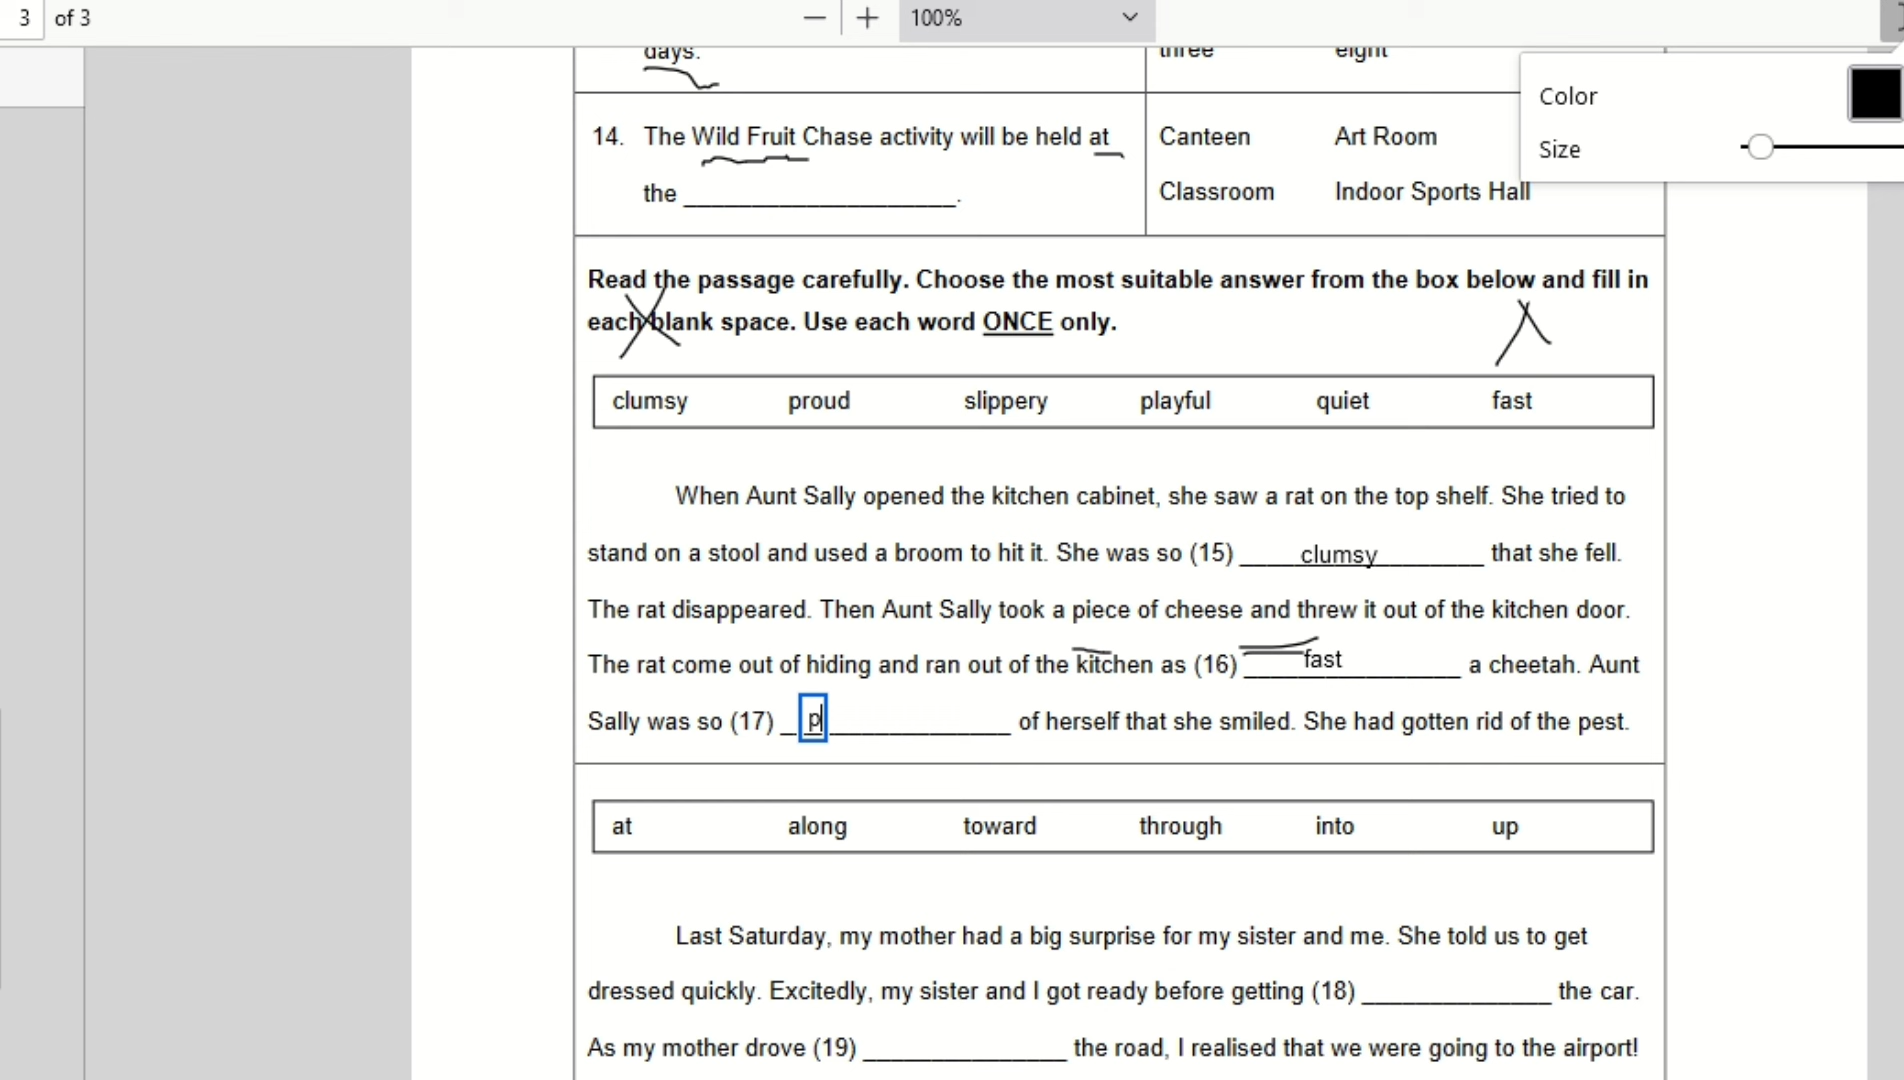 3 of 3 100%
days. three eight
Color
14. The Wild Fruit Chase activity will be held at Canteen Art Room
Size
the ____________________. Classroom Indoor Sports Hall
Read the passage carefully. Choose the most suitable answer from the box below and fill in
each blank space. Use each word ONCE only.
clumsy proud slippery playful quiet fast
When Aunt Sally opened the kitchen cabinet, she saw a rat on the top shelf. She tried to
stand on a stool and used a broom to hit it. She was so (15) clumsy that she fell.
The rat disappeared. Then Aunt Sally took a piece of cheese and threw it out of the kitchen door.
The rat come out of hiding and ran out of the kitchen as (16) fast a cheetah. Aunt
Sally was so (17) p of herself that she smiled. She had gotten rid of the pest.
at along toward through into up
Last Saturday, my mother had a big surprise for my sister and me. She told us to get
dressed quickly. Excitedly, my sister and I got ready before getting (18) ______________ the car.
As my mother drove (19) _______________ the road, I realised that we were going to the airport!